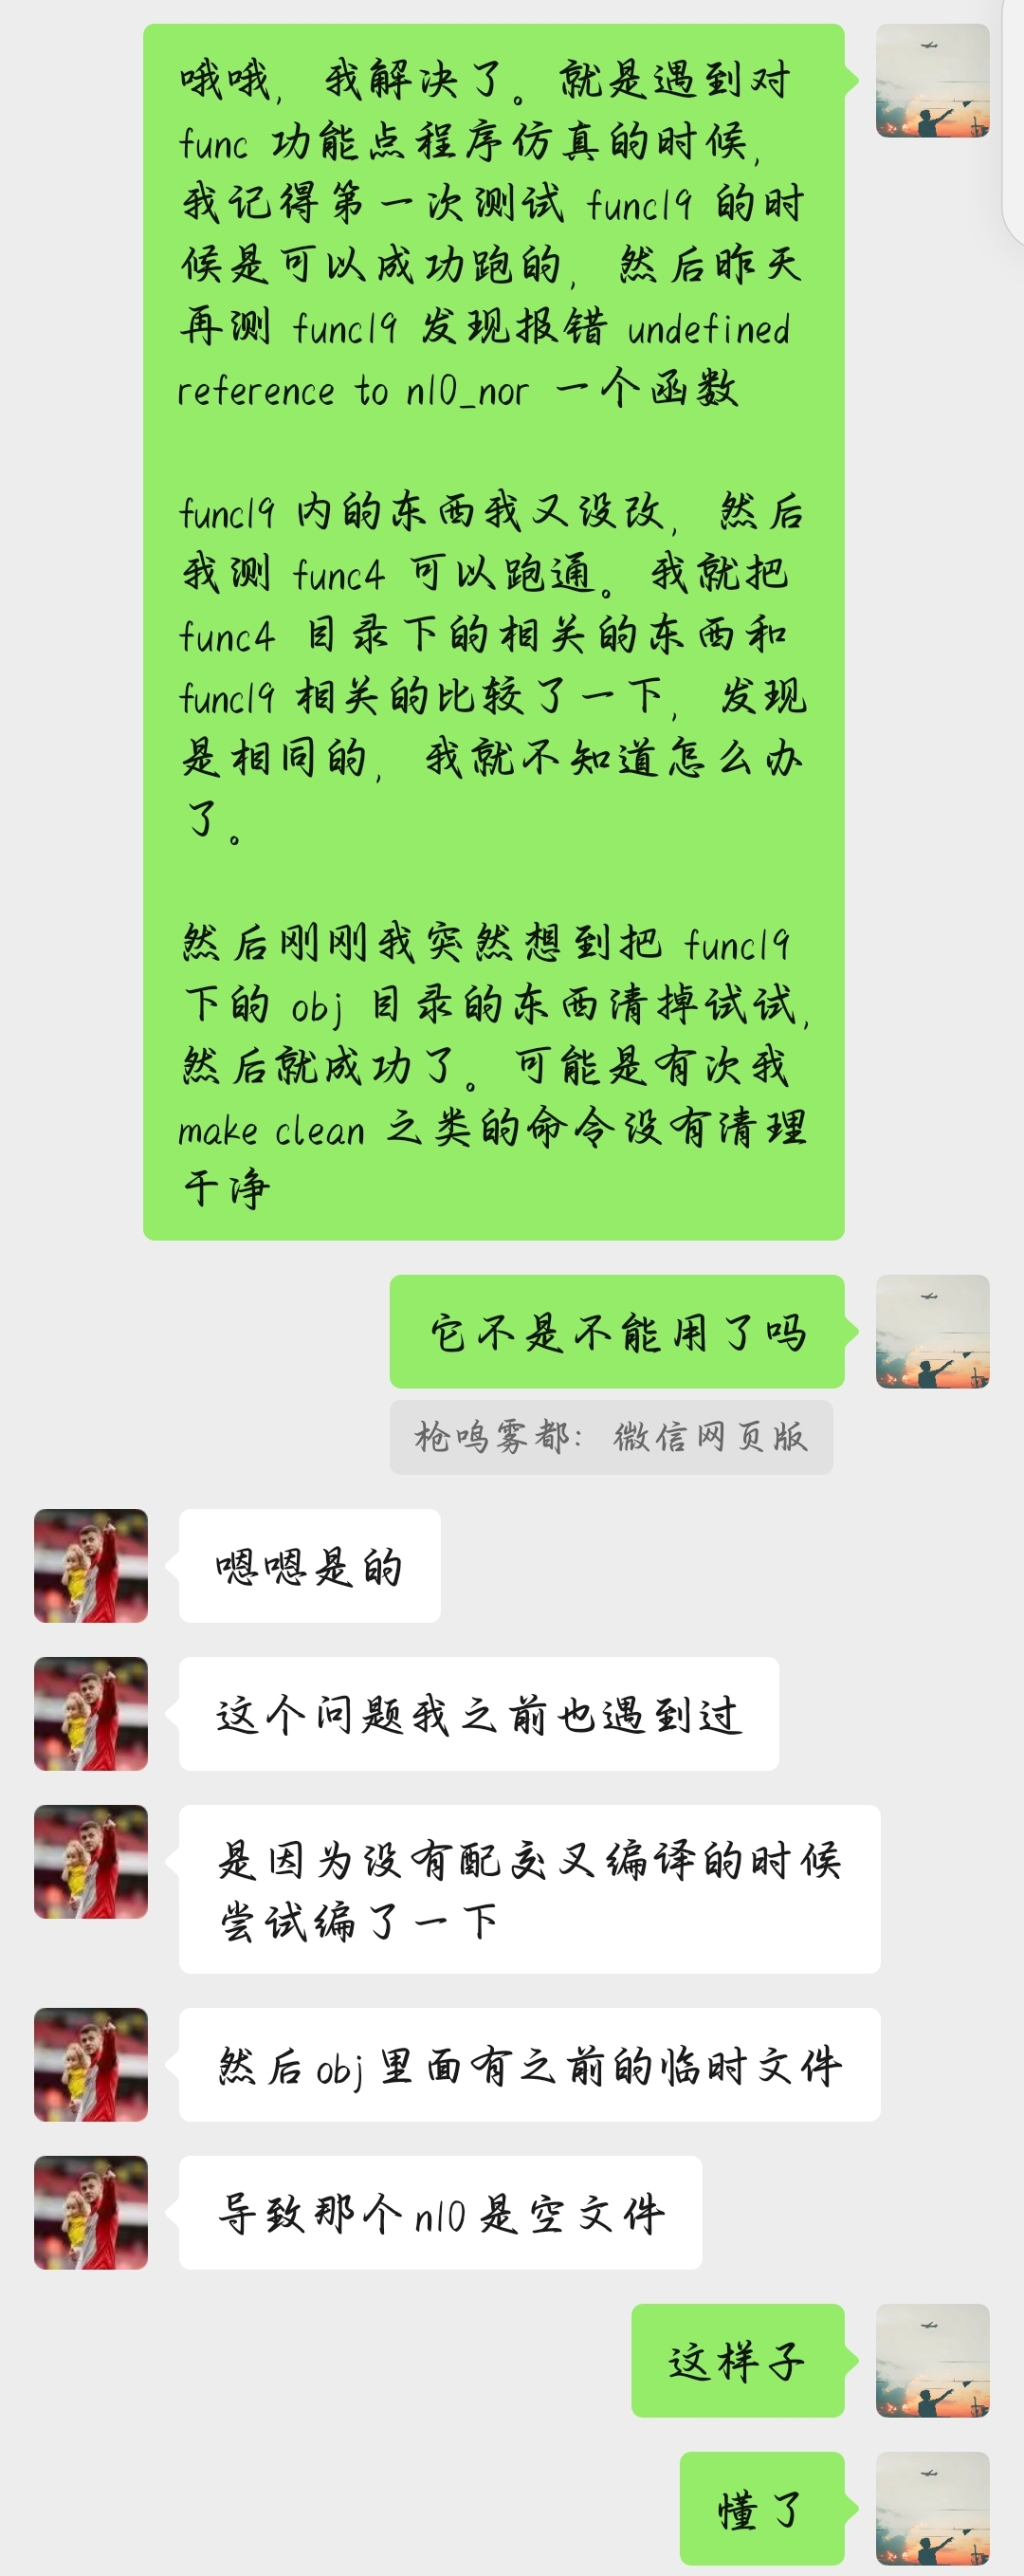 哦哦，我解决了。就是遇到对
func 功能点程序仿真的时候，
我记得第一次测试 func19 的时
候是可以成功跑的，然后昨天
再测 func19 发现报错 undefined
reference to n10_nor 一个函数
func19 内的东西我又没改，然后
我测 func4 可以跑通。我就把
func4 目录下的相关的东西和
func19 相关的比较了一下，发现
是相同的，我就不知道怎么办
了。
然后刚刚我突然想到把 func19
下的 obj 目录的东西清掉试试，
然后就成功了。可能是有次我
make clean 之类的命令没有清理
干净
它不是不能用了吗
枪鸣雾都：微信网页版
嗯嗯是的
这个问题我之前也遇到过
是因为没有配交叉编译的时候
尝试编了一下
然后obj里面有之前的临时文件
导致那个n10是空文件
这样子
懂了